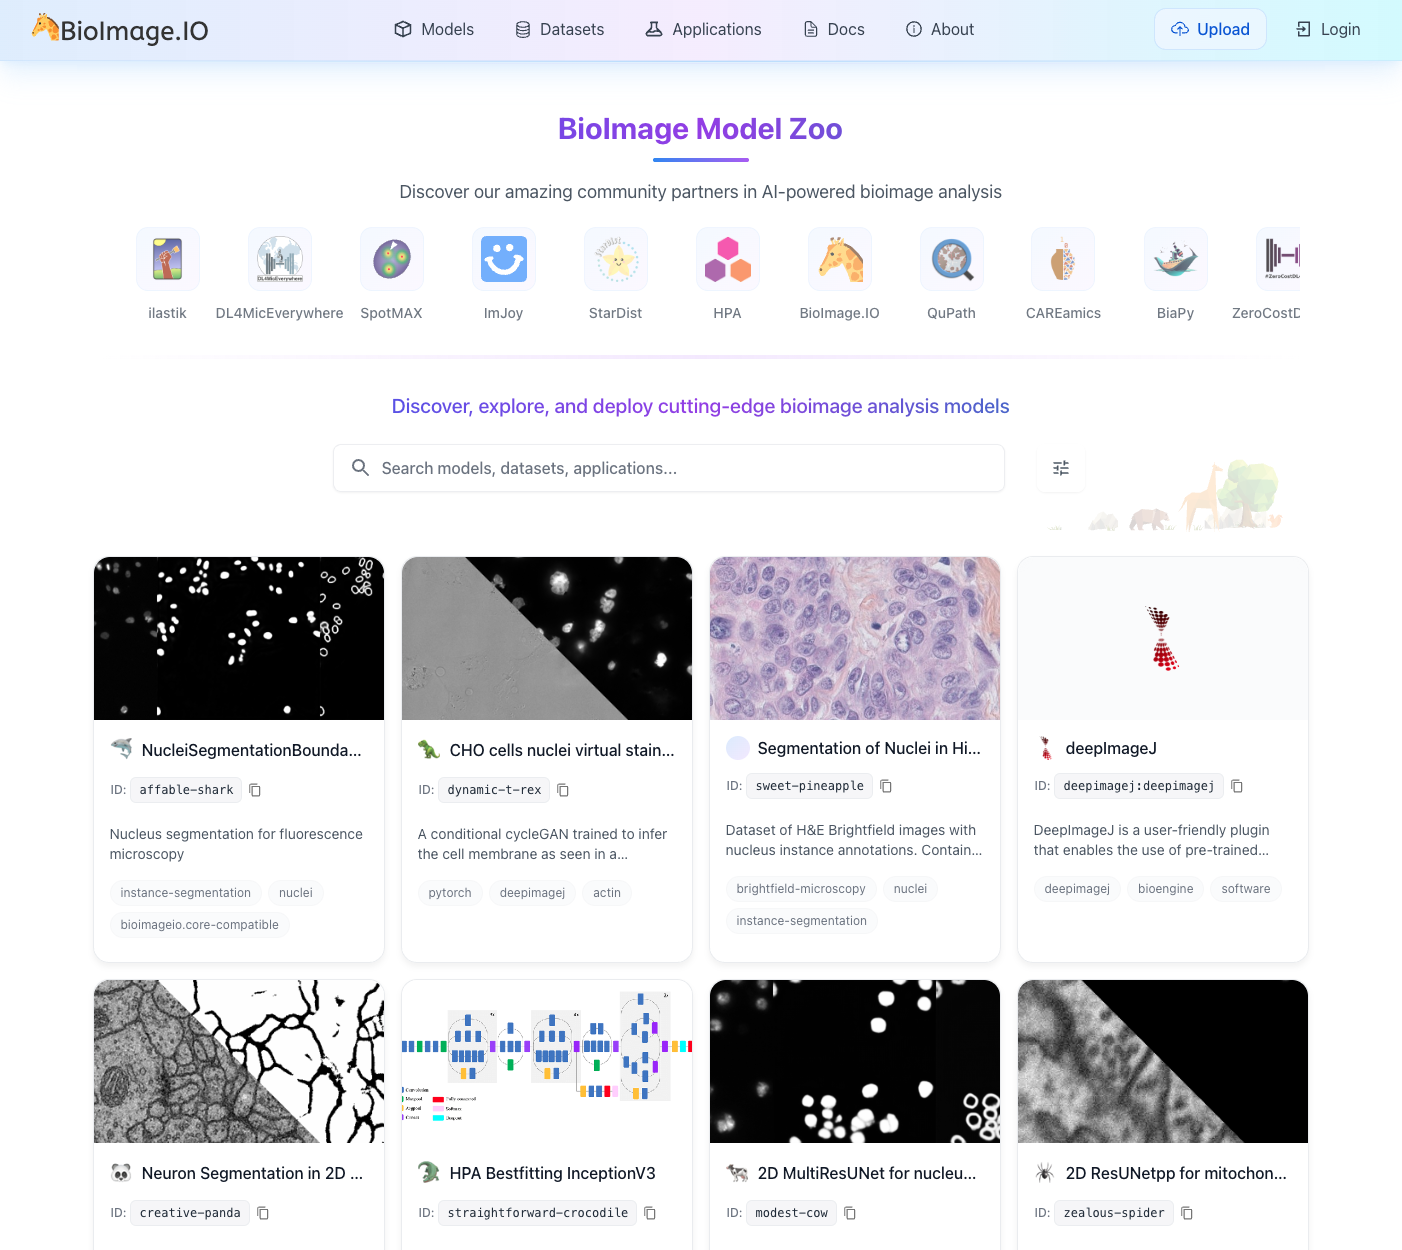 BioImage.IO
Models
Datasets
Applications
Docs
About
Upload
Login
BioImage Model Zoo
Discover our amazing community partners in AI-powered bioimage analysis
ilastik
DL4MicEverywhere
SpotMAX
ImJoy
StarDist
HPA
BioImage.IO
QuPath
CAREamics
BiaPy
ZeroCostD
Discover, explore, and deploy cutting-edge bioimage analysis models
Search models, datasets, applications...
NucleiSegmentationBounda...
ID: affable-shark
Nucleus segmentation for fluorescence
microscopy
instance-segmentation
nuclei
bioimageio.core-compatible
CHO cells nuclei virtual stain...
ID: dynamic-t-rex
A conditional cycleGAN trained to infer
the cell membrane as seen in a...
pytorch
deepimagej
actin
Segmentation of Nuclei in Hi...
ID: sweet-pineapple
Dataset of H&E Brightfield images with
nucleus instance annotations. Contain...
brightfield-microscopy
nuclei
instance-segmentation
deepImageJ
ID: deepimagej:deepimagej
DeepImageJ is a user-friendly plugin
that enables the use of pre-trained...
deepimagej
bioengine
software
Neuron Segmentation in 2D ...
ID: creative-panda
HPA Bestfitting InceptionV3
ID: straightforward-crocodile
2D MultiResUNet for nucleu...
ID: modest-cow
2D ResUNetpp for mitochon...
ID: zealous-spider